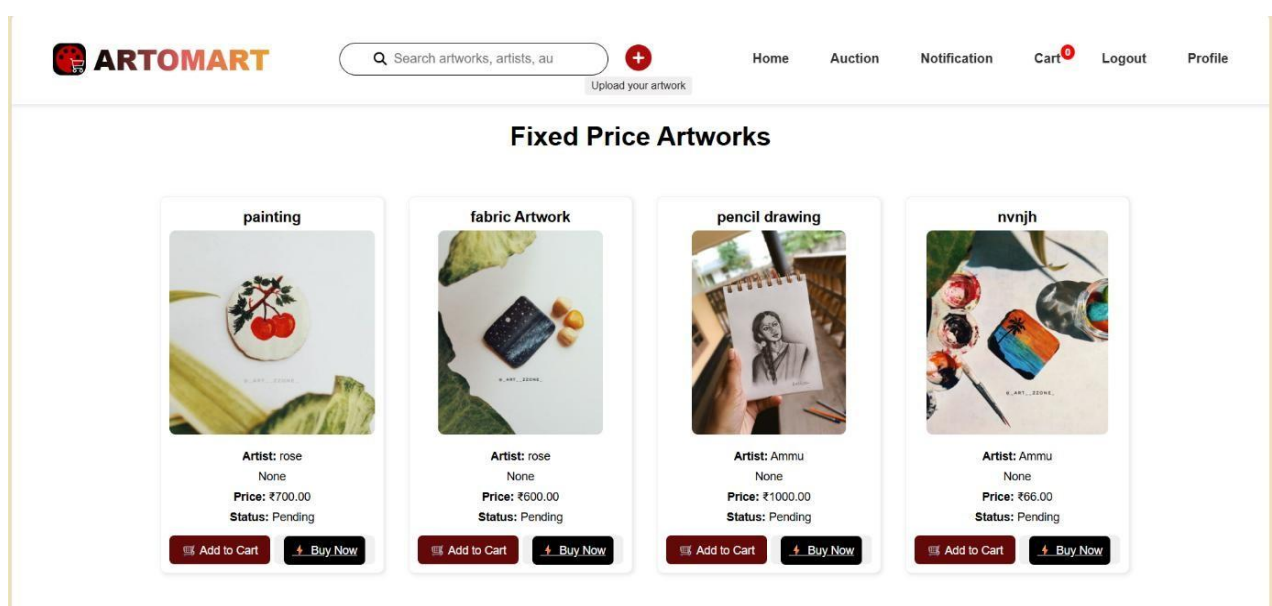 ARTOMART
Search artworks, artists, au
Home
Auction
Notification
Cart 0
Logout
Profile
Upload your artwork
Fixed Price Artworks
painting
fabric Artwork
pencil drawing
nvnjh
@_ART__ZZONE_
@_ART__ZZONE_
@_ART__ZZONE_
Artist: rose
Artist: rose
Artist: Ammu
Artist: Ammu
None
None
None
None
Price: ₹700.00
Price: ₹600.00
Price: ₹1000.00
Price: ₹66.00
Status: Pending
Status: Pending
Status: Pending
Status: Pending
Add to Cart
Buy Now
Add to Cart
Buy Now
Add to Cart
Buy Now
Add to Cart
Buy Now